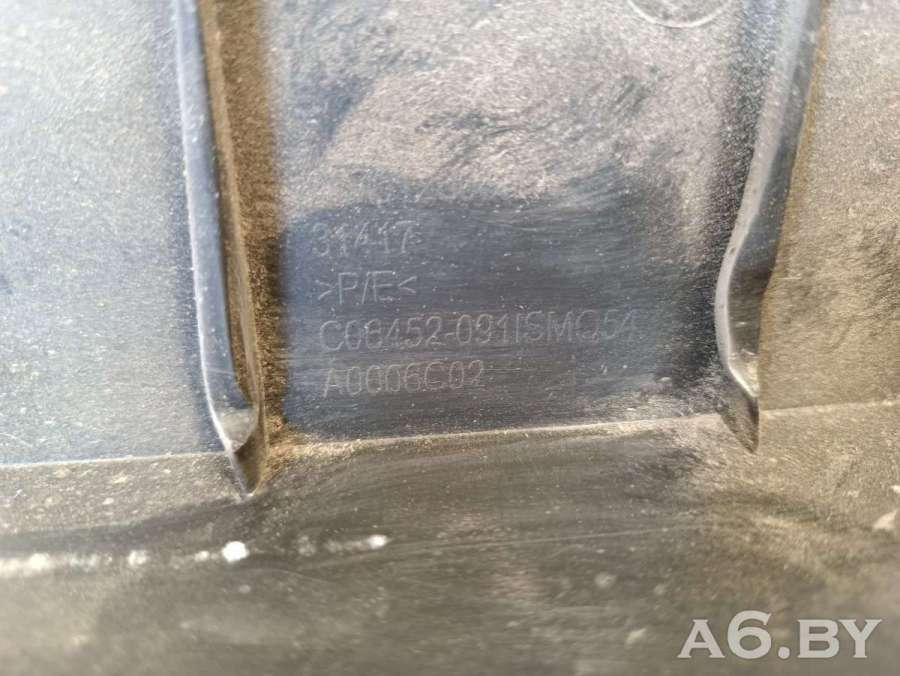 31417
>P/E<
C08452-091ISMQ54
A0006C02
A6.BY